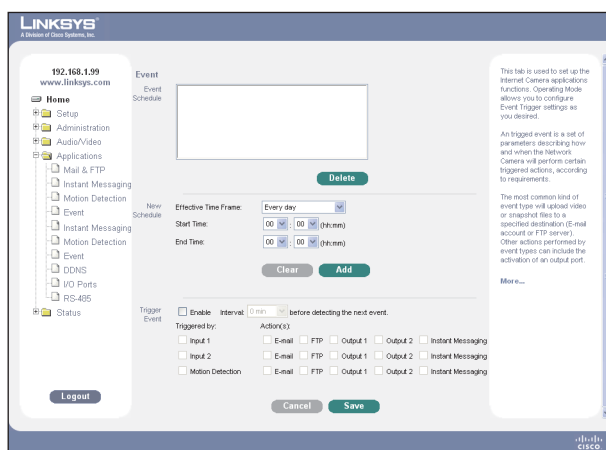 LINKSYS®
A Division of Cisco Systems, Inc.
192.168.1.99
www.linksys.com
Home
Setup
Administration
Audio/Video
Applications
Mail & FTP
Instant Messaging
Motion Detection
Event
Instant Messaging
Motion Detection
Event
DDNS
I/O Ports
RS-485
Status
Logout
Event
Event
Schedule
Delete
New
Schedule
Effective Time Frame: Every day
Start Time: 00 : 00 (hh:mm)
End Time: 00 : 00 (hh:mm)
Clear Add
Trigger
Event
Enable Interval: 0 min before detecting the next event.
Triggered by: Action(s):
Input 1 E-mail FTP Output 1 Output 2 Instant Messaging
Input 2 E-mail FTP Output 1 Output 2 Instant Messaging
Motion Detection E-mail FTP Output 1 Output 2 Instant Messaging
Cancel Save
This tab is used to set up the
Internet Camera applications
functions. Operating Mode
allows you to configure
Event Trigger settings as
you desired.
An trigged event is a set of
parameters describing how
and when the Network
Camera will perform certain
triggered actions, according
to requirements.
The most common kind of
event type will upload video
or snapshot files to a
specified destination (E-mail
account or FTP server).
Other actions performed by
event types can include the
activation of an output port.
More...
CISCO